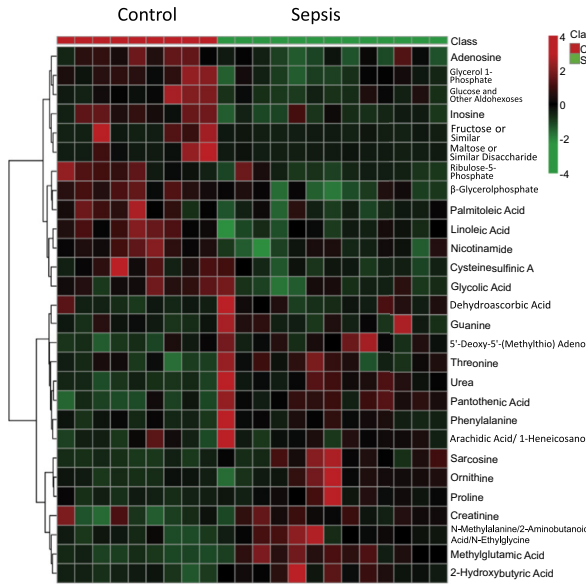 Control Sepsis
Class
Adenosine
Glycerol 1-
Phosphate
Glucose and
Other Aldohexoses
Inosine
Fructose or
Similar
Maltose or
Similar Disaccharide
Ribulose-5-
Phosphate
β-Glycerolphosphate
Palmitoleic Acid
Linoleic Acid
Nicotinamide
Cysteinesulfinic A
Glycolic Acid
Dehydroascorbic Acid
Guanine
5'-Deoxy-5'-(Methylthio) Adeno
Threonine
Urea
Pantothenic Acid
Phenylalanine
Arachidic Acid/ 1-Heneicosano
Sarcosine
Ornithine
Proline
Creatinine
N-Methylalanine/2-Aminobutanoic
Acid/N-Ethylglycine
Methylglutamic Acid
2-Hydroxybutyric Acid
4
2
0
-2
-4
Cla
C
S